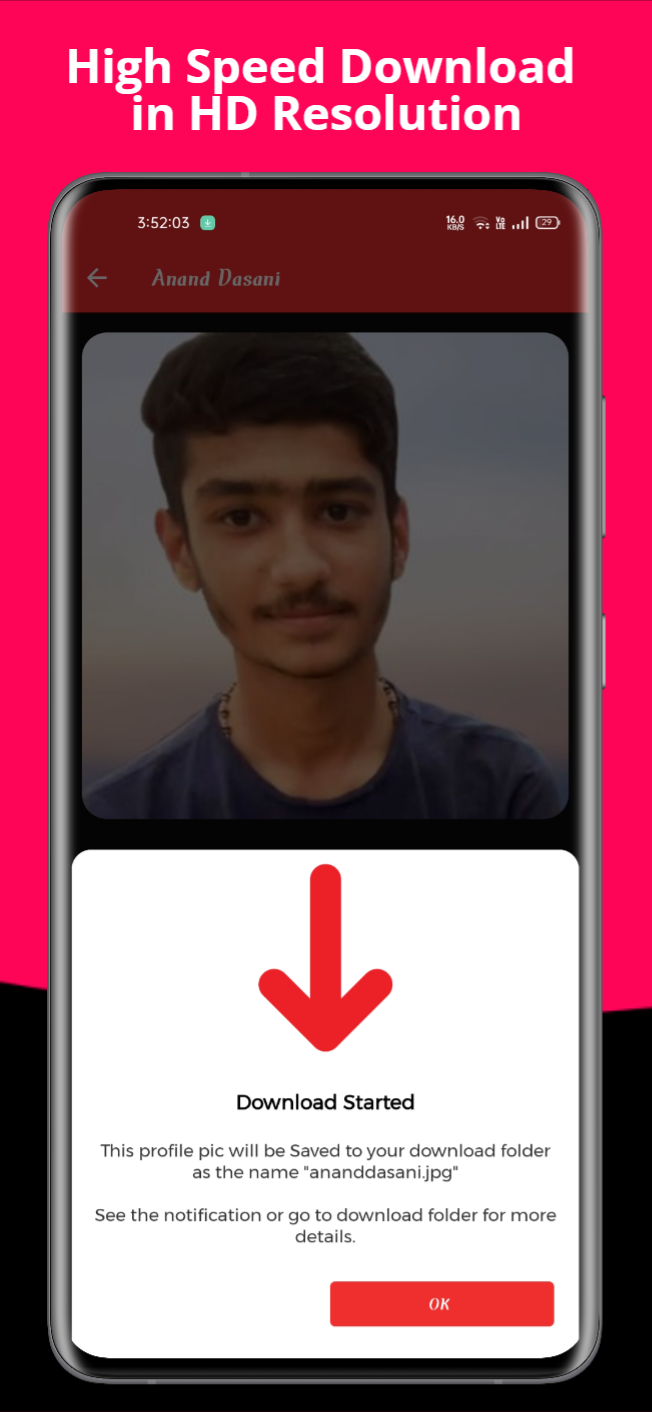 High Speed Download
in HD Resolution
3:52:03
16.0 KB/S Vo LTE 29
Anand Dasani
Download Started
This profile pic will be Saved to your download folder
as the name "ananddasani.jpg"
See the notification or go to download folder for more
details.
OK